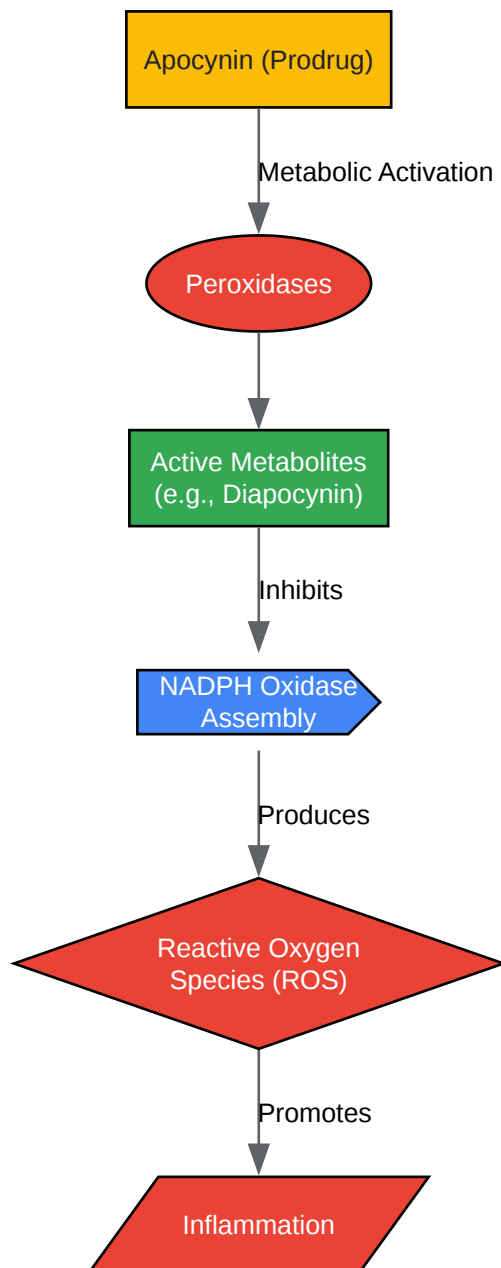 Apocynin (Prodrug)
Metabolic Activation
Peroxidases
Active Metabolites
(e.g., Diapocynin)
Inhibits
NADPH Oxidase
Assembly
Produces
Reactive Oxygen
Species (ROS)
Promotes
Inflammation